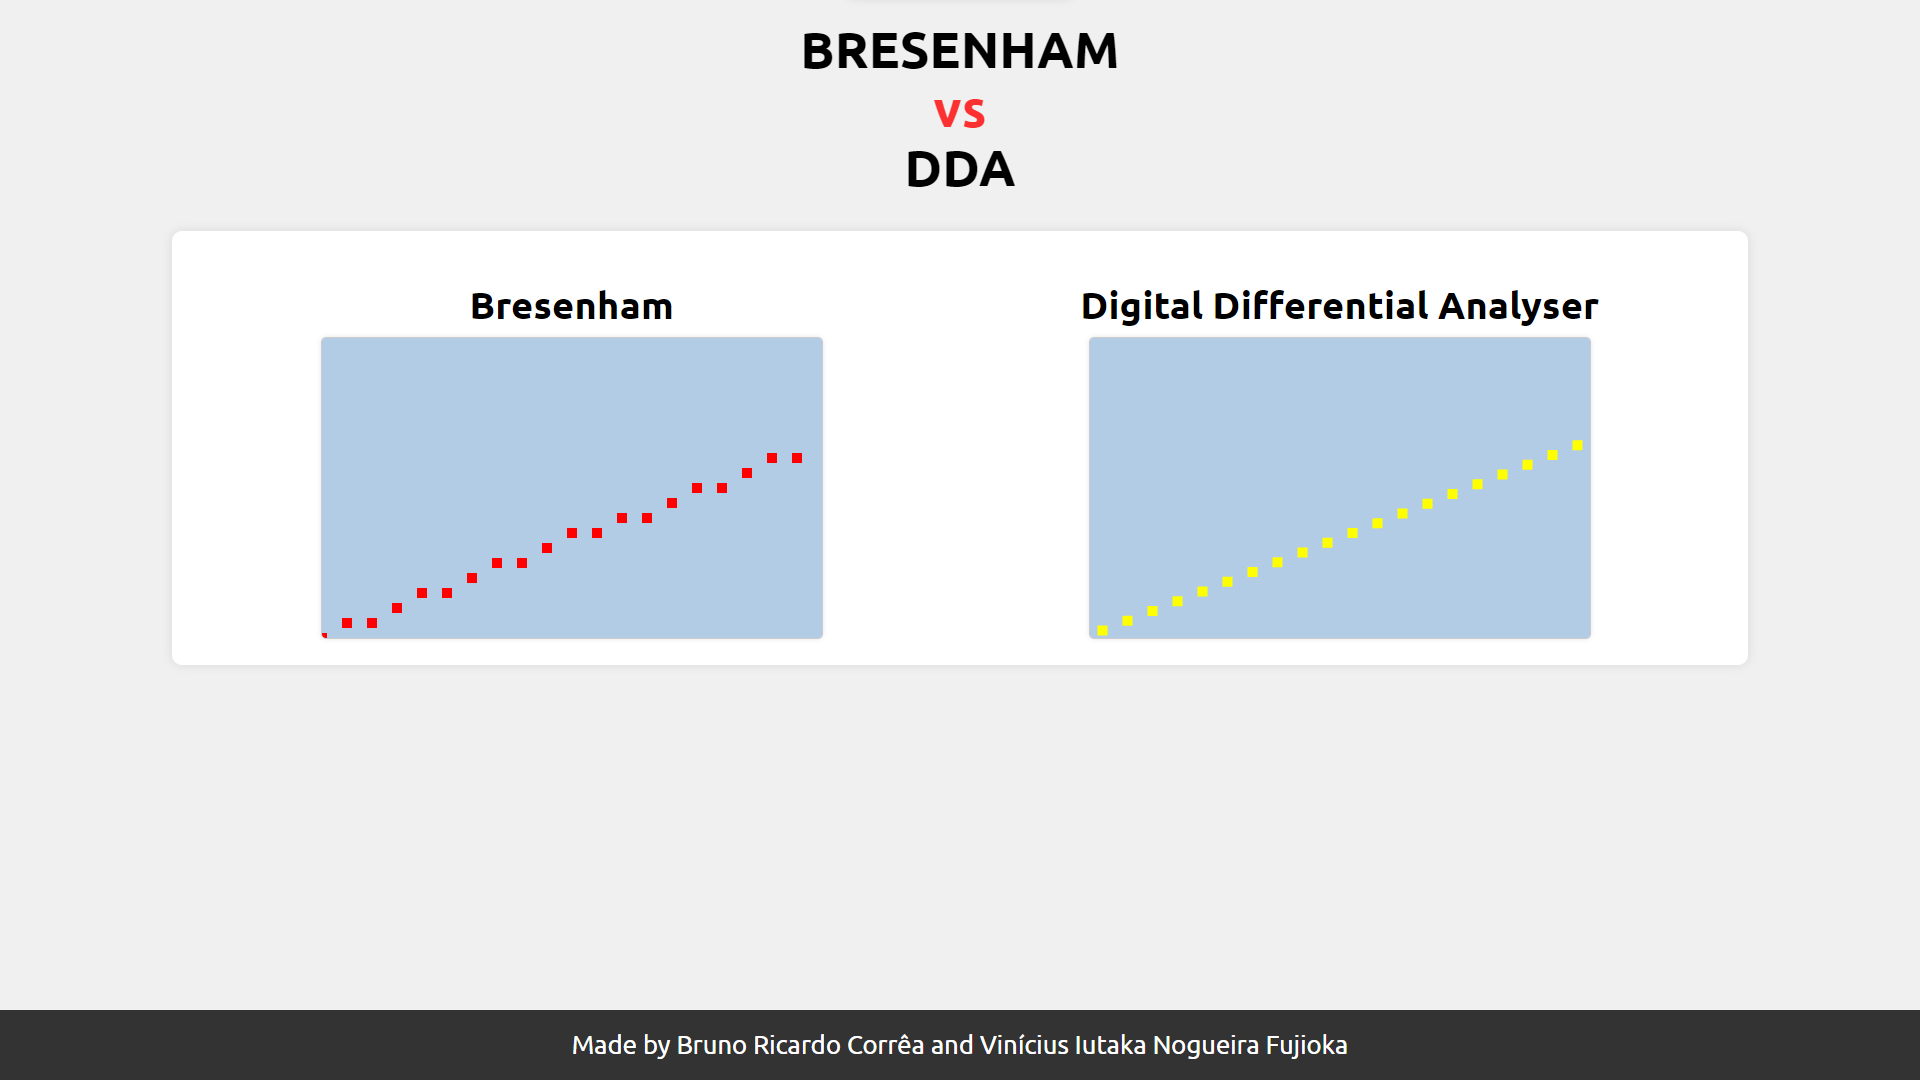 BRESENHAM
vs
DDA
Bresenham
Digital Differential Analyser
Made by Bruno Ricardo Corrêa and Vinícius Iutaka Nogueira Fujioka